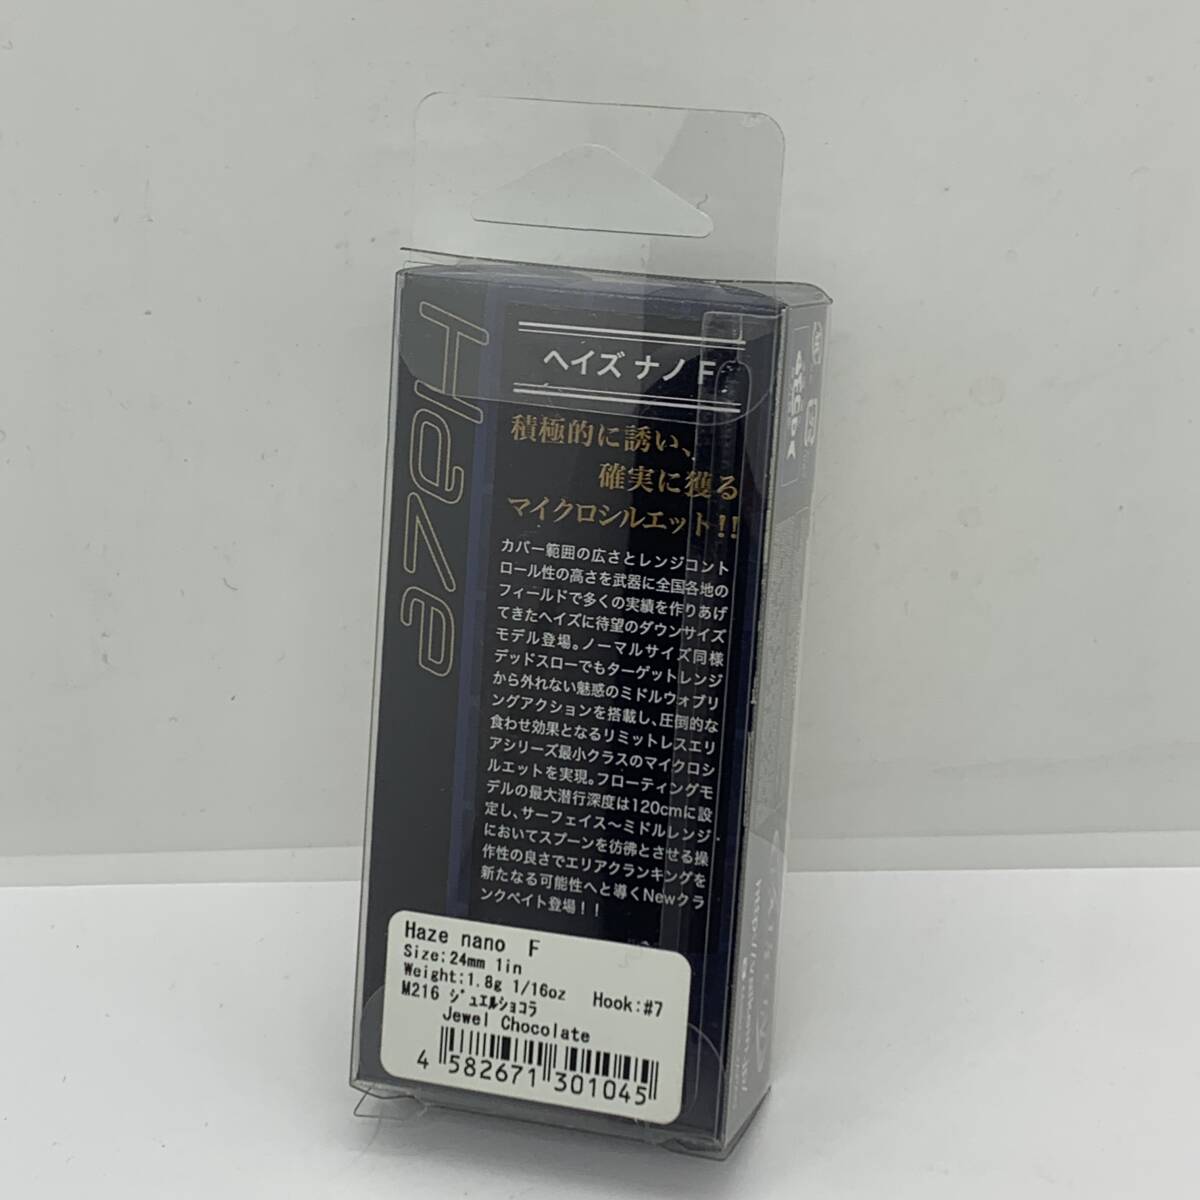 Haze
ヘイズ ナノ F
積極的に誘い、
確実に獲る
マイクロシルエット!!
カバー範囲の広さとレンジコント
ロール性の高さを武器に全国各地の
フィールドで多くの実績を作りあげ
てきたヘイズに待望のダウンサイズ
モデル登場。ノーマルサイズ同様
デッドスローでもターゲットレンジ
から外れない魅惑のミドルウォブリ
ングアクションを搭載し、圧倒的な
食わせ効果となるリミットレスエリ
アシリーズ最小クラスのマイクロシ
ルエットを実現。フローティングモ
デルの最大潜行深度は120cmに設
定し、サーフェイス〜ミドルレンジ
においてスプーンを彷彿とさせる操
作性の良さでエリアクランキングを
新たなる可能性へと導くNewクラ
ンクベイト登場！！
Haze nano F
Size:24mm 1in
Weight:1.8g 1/16oz Hook:#7
M216 ｼﾞｭｴﾙｼｮｺﾗ
Jewel Chocolate
4 582671 301045